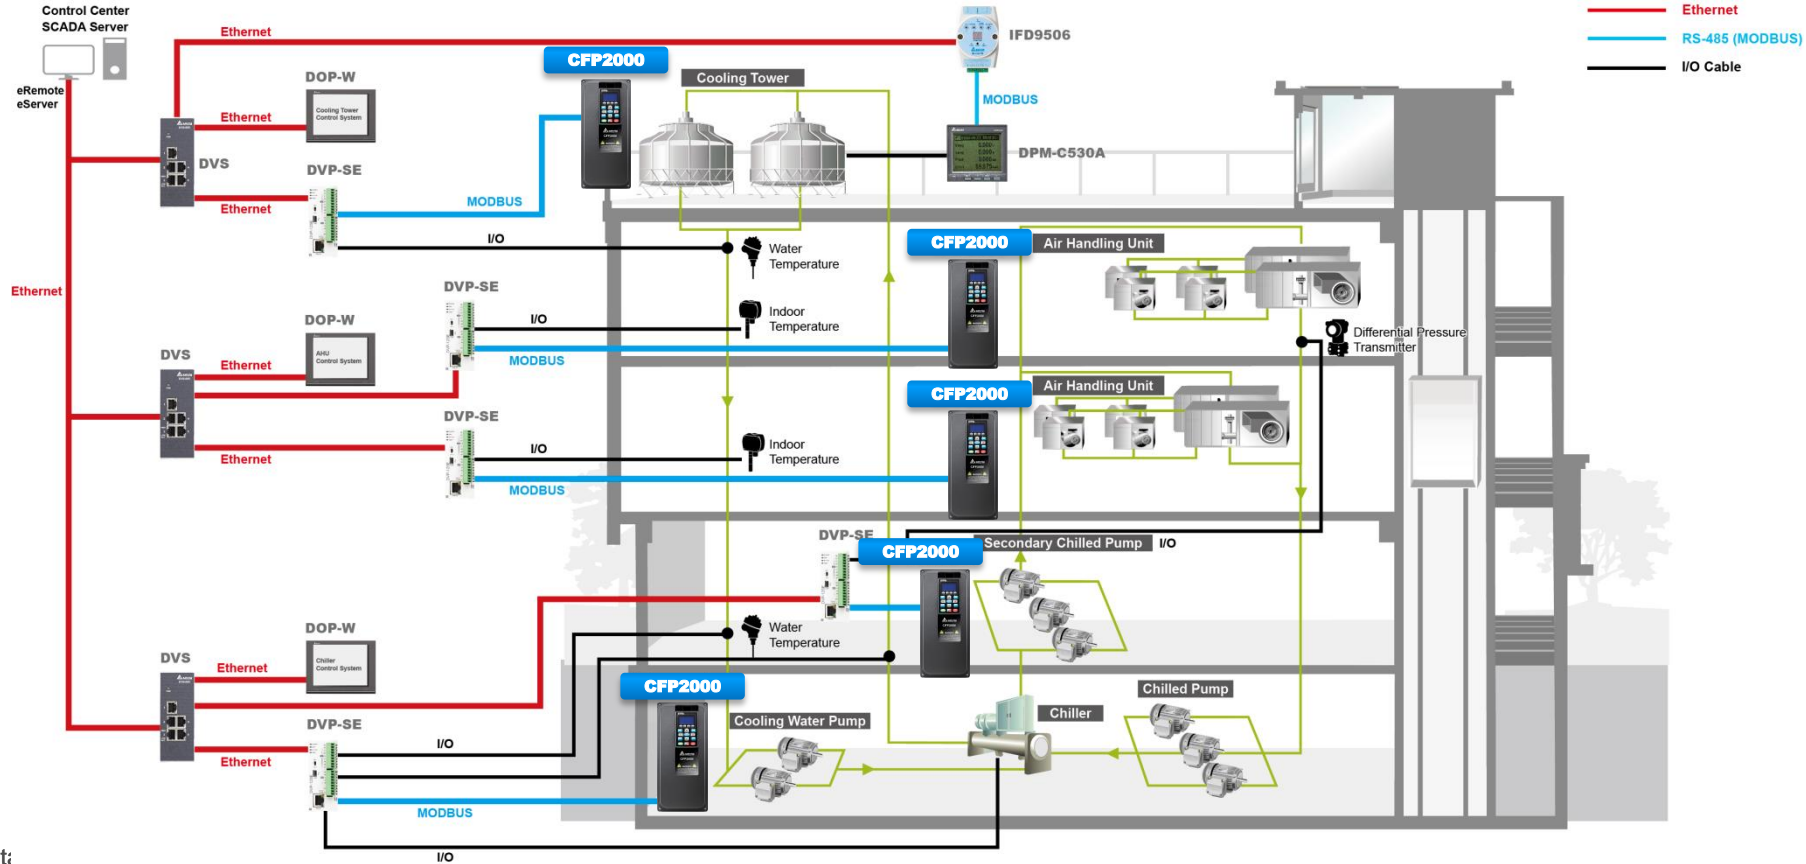 Control Center
SCADA Server
eRemote
eServer
Ethernet
Ethernet
RS-485 (MODBUS)
I/O Cable
IFD9506
CFP2000
Cooling Tower
DOP-W
Cooling Tower
Control System
Ethernet
MODBUS
DVS
DVP-SE
DPM-C530A
Ethernet
MODBUS
I/O
Water
Temperature
CFP2000
Air Handling Unit
Ethernet
DVP-SE
DOP-W
AHU
Control System
I/O
Indoor
Temperature
MODBUS
Differential Pressure
Transmitter
DVS
Ethernet
CFP2000
Air Handling Unit
DVP-SE
Ethernet
I/O
Indoor
Temperature
MODBUS
DVP-SE
CFP2000
Secondary Chilled Pump
I/O
DOP-W
Chiller
Control System
Water
Temperature
DVS
Ethernet
CFP2000
Cooling Water Pump
Chiller
Chilled Pump
DVP-SE
Ethernet
I/O
MODBUS
I/O